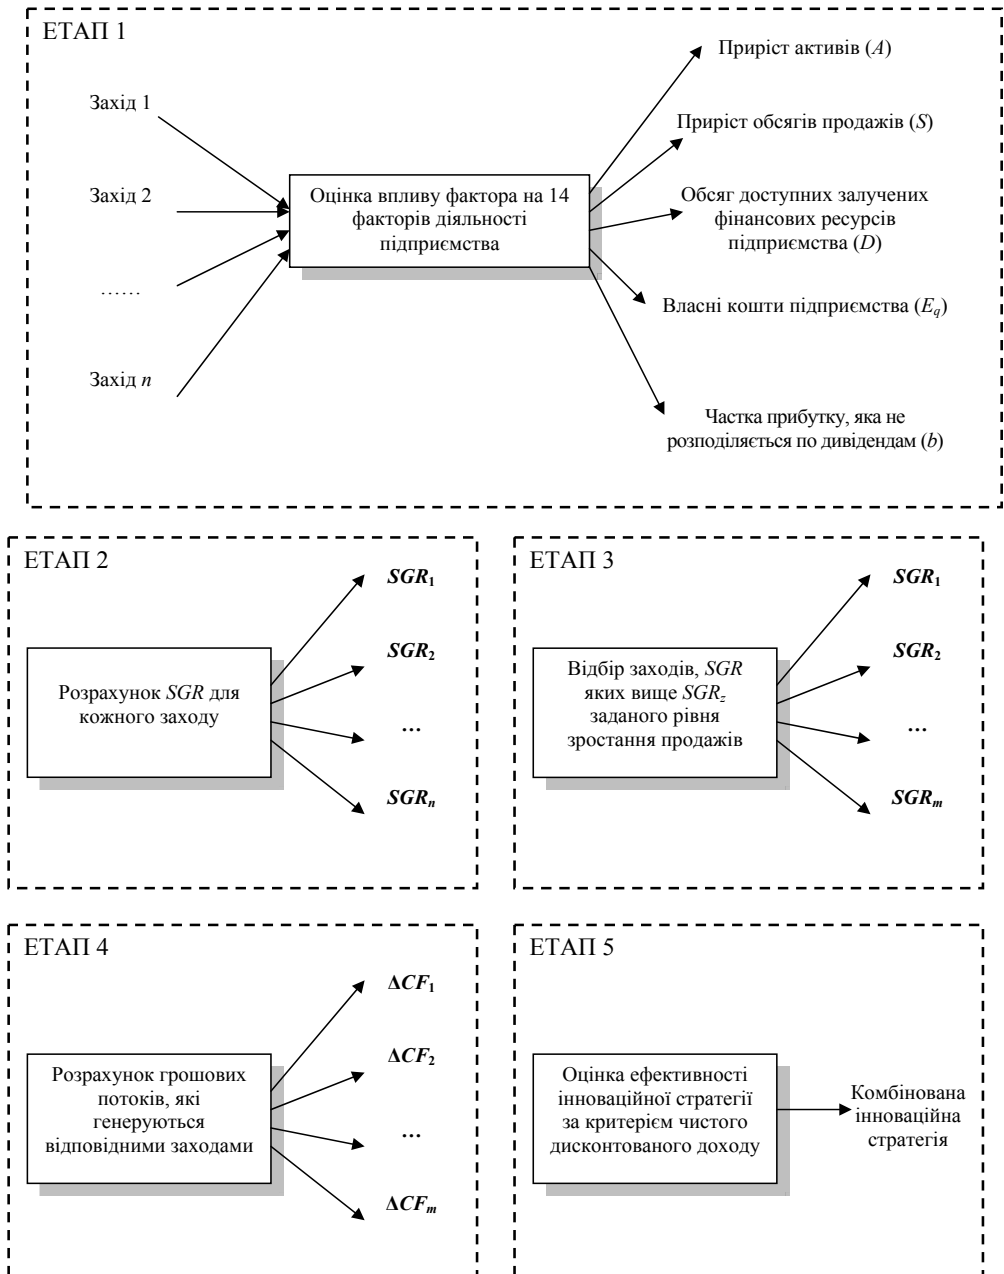 ЕТАП 1
Захід 1
Захід 2
……
Захід n
Оцінка впливу фактора на 14
факторів діяльності
підприємства
Приріст активів (A)
Приріст обсягів продажів (S)
Обсяг доступних залучених
фінансових ресурсів
підприємства (D)
Власні кошти підприємства (Eq)
Частка прибутку, яка не
розподіляється по дивідендам (b)
ЕТАП 2
Розрахунок SGR для
кожного заходу
SGR1
SGR2
...
SGRn
ЕТАП 3
Відбір заходів, SGR
яких вище SGRz
заданого рівня
зростання продажів
SGR1
SGR2
...
SGRm
ЕТАП 4
Розрахунок грошових
потоків, які
генеруються
відповідними заходами
ΔCF1
ΔCF2
...
ΔCFm
ЕТАП 5
Оцінка ефективності
інноваційної стратегії
за критерієм чистого
дисконтованого доходу
Комбінована
інноваційна
стратегія